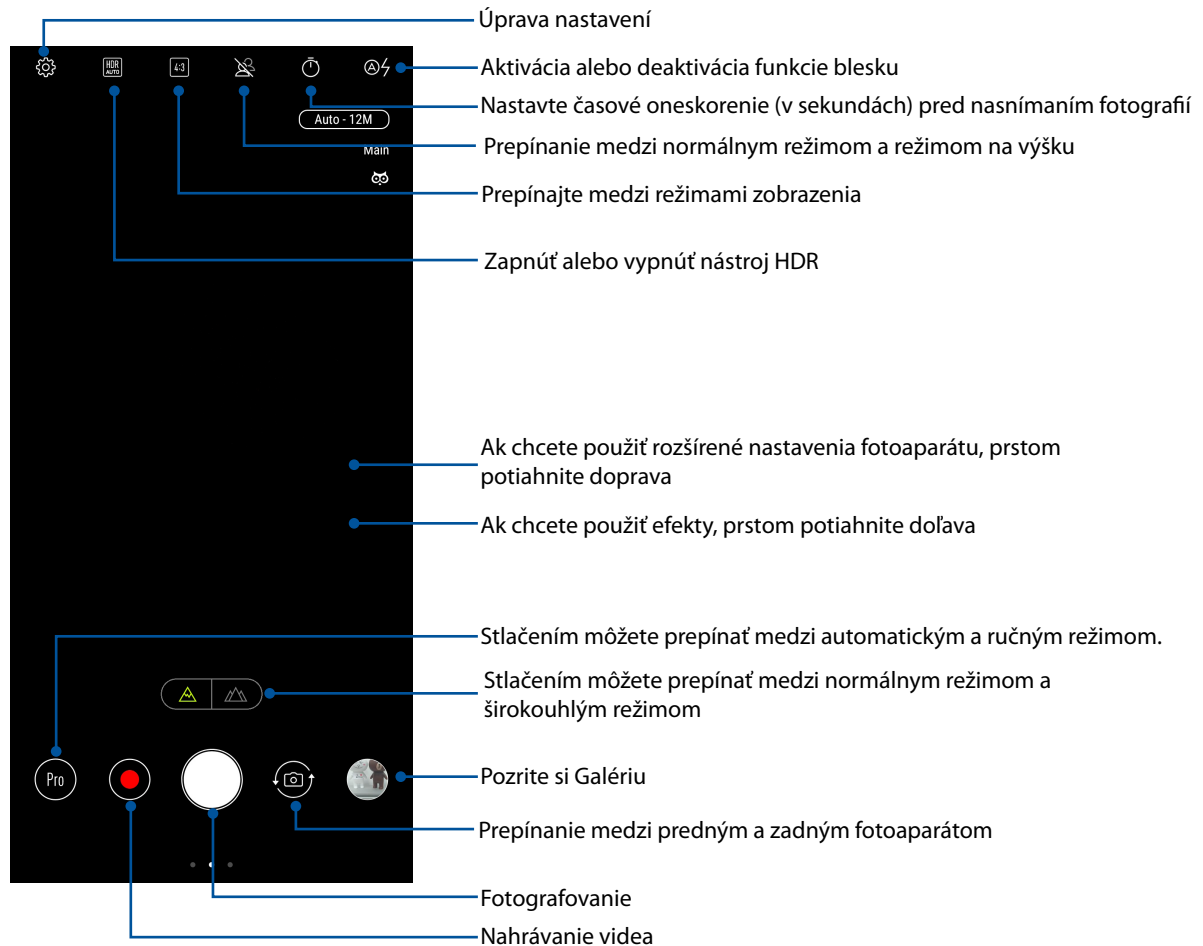 Úprava nastavení
HDR
AUTO
4:3
A
Aktivácia alebo deaktivácia funkcie blesku
Nastavte časové oneskorenie (v sekundách) pred nasnímaním fotografií
Auto - 12M
Prepínanie medzi normálnym režimom a režimom na výšku
Main
Prepínajte medzi režimami zobrazenia
Zapnúť alebo vypnúť nástroj HDR
Ak chcete použiť rozšírené nastavenia fotoaparátu, prstom
potiahnite doprava
Ak chcete použiť efekty, prstom potiahnite doľava
Stlačením môžete prepínať medzi automatickým a ručným režimom.
Stlačením môžete prepínať medzi normálnym režimom a
širokouhlým režimom
Pro
Pozrite si Galériu
Prepínanie medzi predným a zadným fotoaparátom
Fotografovanie
Nahrávanie videa